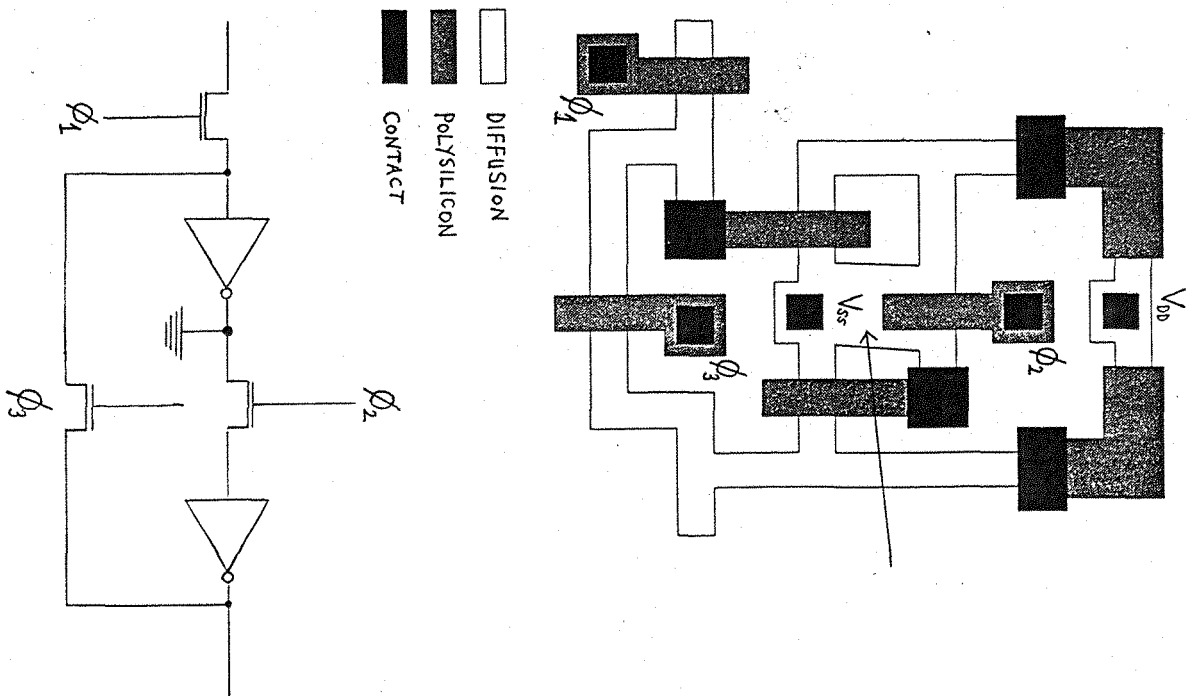 V_DD
ϕ_2
V_SS
ϕ_3
ϕ_1
DIFFUSION
POLYSILICON
CONTACT
ϕ_2
ϕ_1
ϕ_3